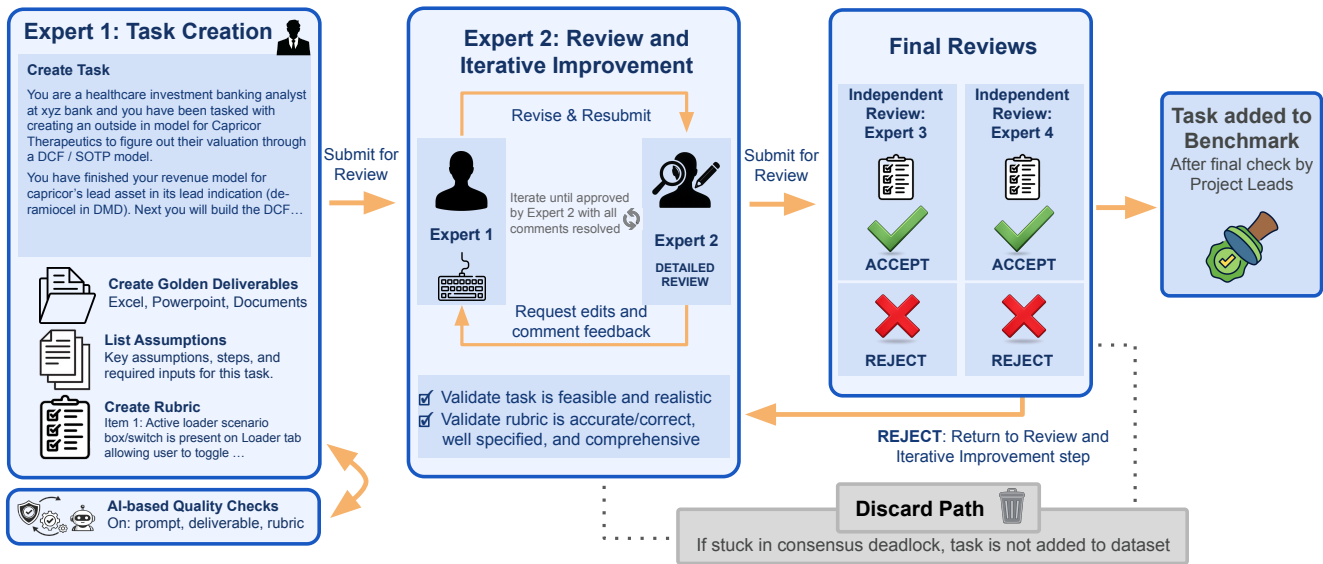 Expert 1: Task Creation
Create Task
You are a healthcare investment banking analyst
at xyz bank and you have been tasked with
creating an outside in model for Capricor
Therapeutics to figure out their valuation through
a DCF / SOTP model.
You have finished your revenue model for
capricor's lead asset in its lead indication (de-
ramiocel in DMD). Next you will build the DCF…
Create Golden Deliverables
Excel, Powerpoint, Documents
List Assumptions
Key assumptions, steps, and
required inputs for this task.
Create Rubric
Item 1: Active loader scenario
box/switch is present on Loader tab
allowing user to toggle …
AI-based Quality Checks
On: prompt, deliverable, rubric
Submit for
Review
Expert 2: Review and
Iterative Improvement
Revise & Resubmit
Expert 1
Iterate until approved
by Expert 2 with all
comments resolved
Expert 2
DETAILED
REVIEW
Request edits and
comment feedback
Validate task is feasible and realistic
Validate rubric is accurate/correct,
well specified, and comprehensive
Submit for
Review
Final Reviews
Independent
Review:
Expert 3
ACCEPT
REJECT
Independent
Review:
Expert 4
ACCEPT
REJECT
REJECT: Return to Review and
Iterative Improvement step
Task added to
Benchmark
After final check by
Project Leads
Discard Path
If stuck in consensus deadlock, task is not added to dataset